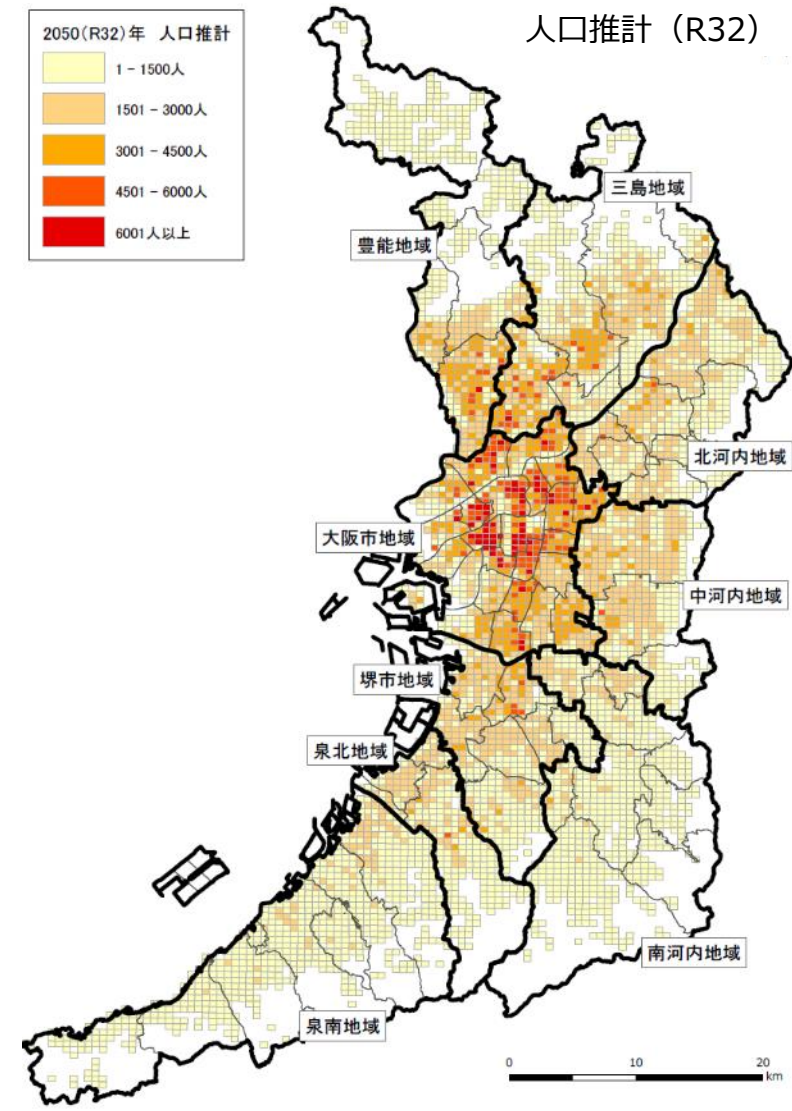 人口推計（R32）
2050(R32)年 人口推計
1 - 1500人
1501 - 3000人
3001 - 4500人
4501 - 6000人
6001人以上
三島地域
豊能地域
北河内地域
大阪市地域
中河内地域
堺市地域
泉北地域
南河内地域
泉南地域
0 10 20
km